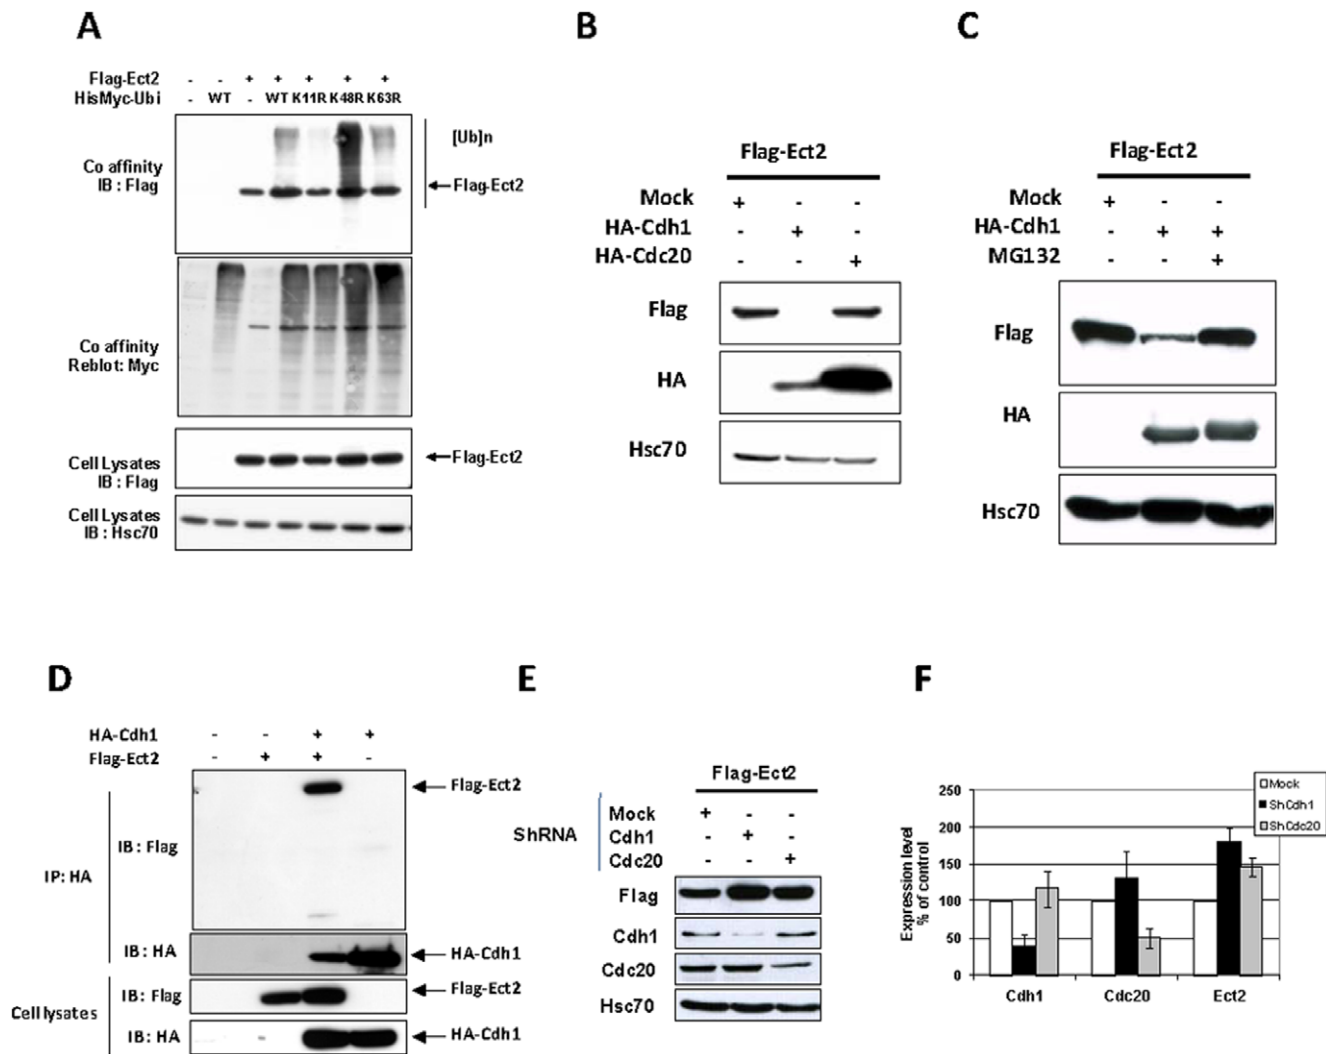 A
Flag-Ect2 - - + + + + +
HisMyc-Ubi - WT - WT K11R K48R K63R
[Ub]n
Co affinity
IB : Flag
Flag-Ect2
Co affinity
Reblot: Myc
Cell Lysates
IB : Flag
Flag-Ect2
Cell Lysates
IB : Hsc70
B
Flag-Ect2
Mock + - -
HA-Cdh1 - + -
HA-Cdc20 - - +
Flag
HA
Hsc70
C
Flag-Ect2
Mock + - -
HA-Cdh1 - + +
MG132 - - +
Flag
HA
Hsc70
D
HA-Cdh1 - - + +
Flag-Ect2 - + + -
Flag-Ect2
IB : Flag
IP: HA
IB : HA
HA-Cdh1
IB : Flag
Flag-Ect2
Cell lysates
IB : HA
HA-Cdh1
E
Flag-Ect2
ShRNA
Mock + - -
Cdh1 - + -
Cdc20 - - +
Flag
Cdh1
Cdc20
Hsc70
F
Mock
ShCdh1
ShCdc20
Expression level
% of control
250
200
150
100
50
0
Cdh1 Cdc20 Ect2